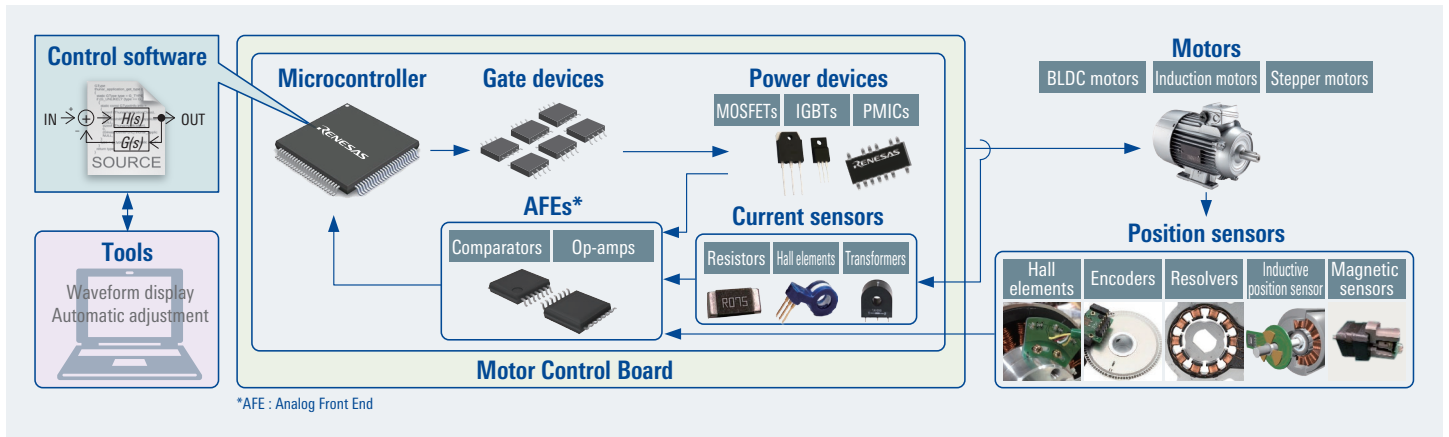 Control software
IN
+
H(s)
OUT
−
G(s)
SOURCE
Tools
Waveform display
Automatic adjustment
Microcontroller
RENESAS
Gate devices
Power devices
MOSFETs
IGBTs
PMICs
RENESAS
AFEs*
Comparators
Op-amps
Current sensors
Resistors
Hall elements
Transformers
R075
Motor Control Board
*AFE : Analog Front End
Motors
BLDC motors
Induction motors
Stepper motors
Position sensors
Hall
elements
Encoders
Resolvers
Inductive
position sensor
Magnetic
sensors